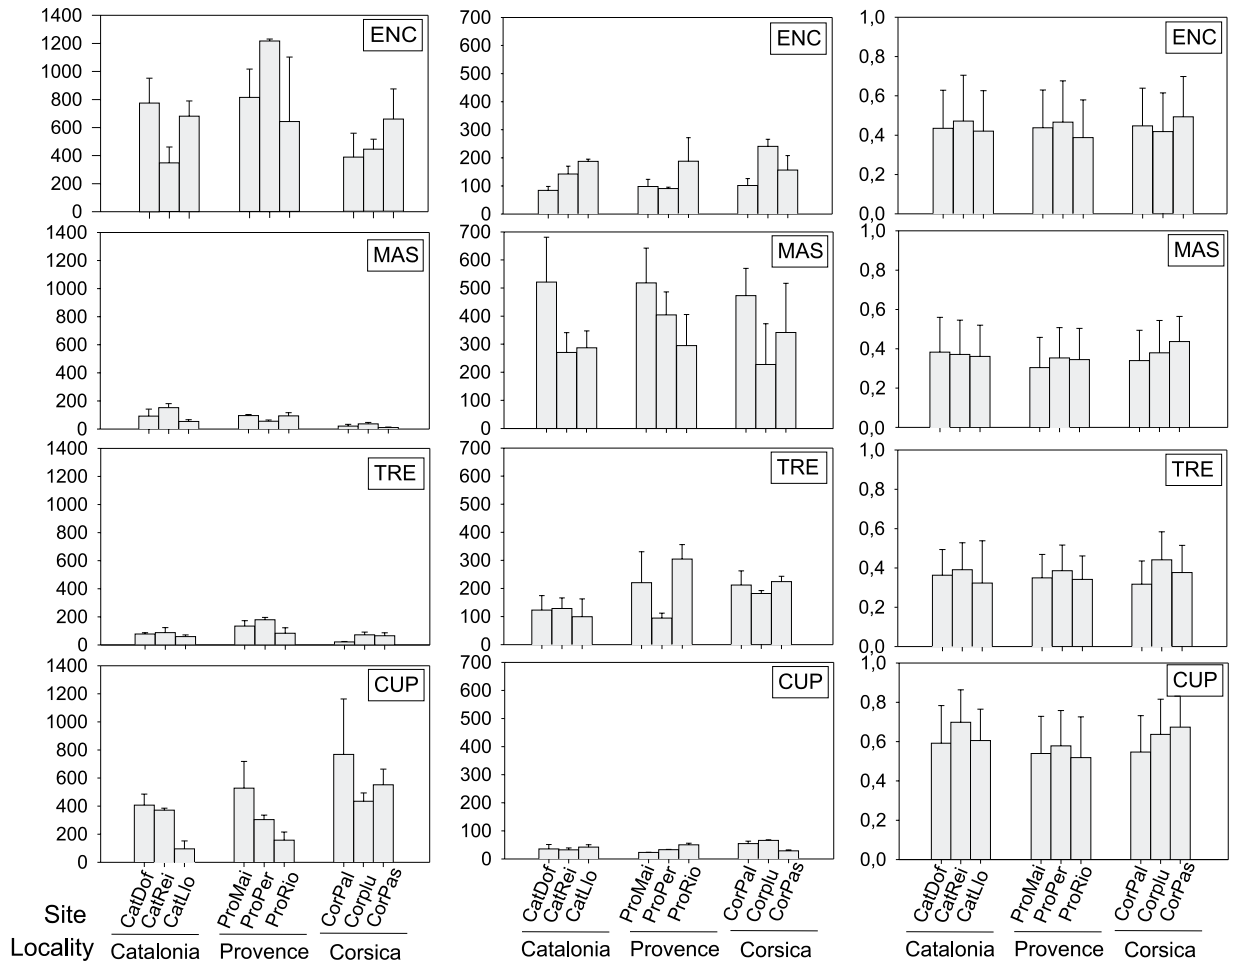 1400
1200
1000
800
600
400
200
0
ENC
700
600
500
400
300
200
100
0
ENC
1,0
0,8
0,6
0,4
0,2
0,0
ENC
1400
1200
1000
800
600
400
200
0
MAS
700
600
500
400
300
200
100
0
MAS
1,0
0,8
0,6
0,4
0,2
0,0
MAS
1400
1200
1000
800
600
400
200
0
TRE
700
600
500
400
300
200
100
0
TRE
1,0
0,8
0,6
0,4
0,2
0,0
TRE
1400
1200
1000
800
600
400
200
0
CUP
700
600
500
400
300
200
100
0
CUP
1,0
0,8
0,6
0,4
0,2
0,0
CUP
Site
CatDof
CatRei
CatLlo
ProMai
ProPer
ProRio
CorPal
Corplu
CorPas
CatDof
CatRei
CatLlo
ProMai
ProPer
ProRio
CorPal
Corplu
CorPas
CatDof
CatRei
CatLlo
ProMai
ProPer
ProRio
CorPal
Corplu
CorPas
Locality Catalonia Provence Corsica Catalonia Provence Corsica Catalonia Provence Corsica